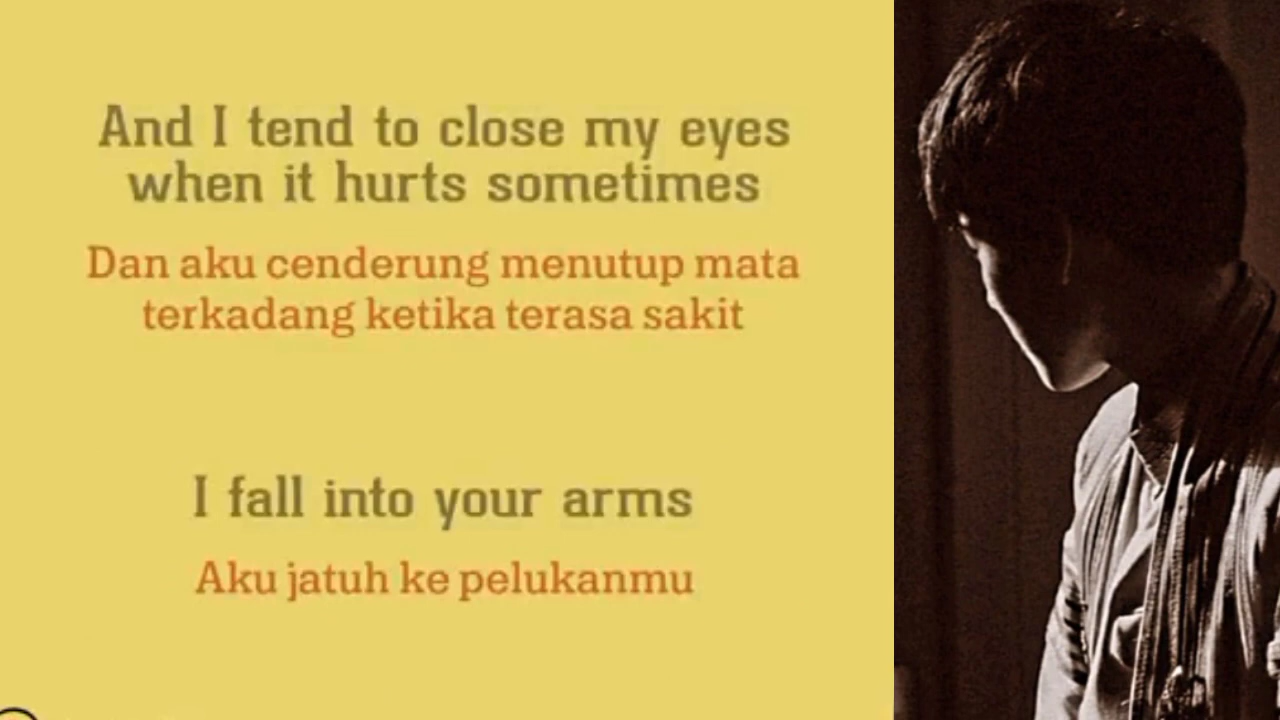 And I tend to close my eyes
when it hurts sometimes
Dan aku cenderung menutup mata
terkadang ketika terasa sakit
I fall into your arms
Aku jatuh ke pelukanmu